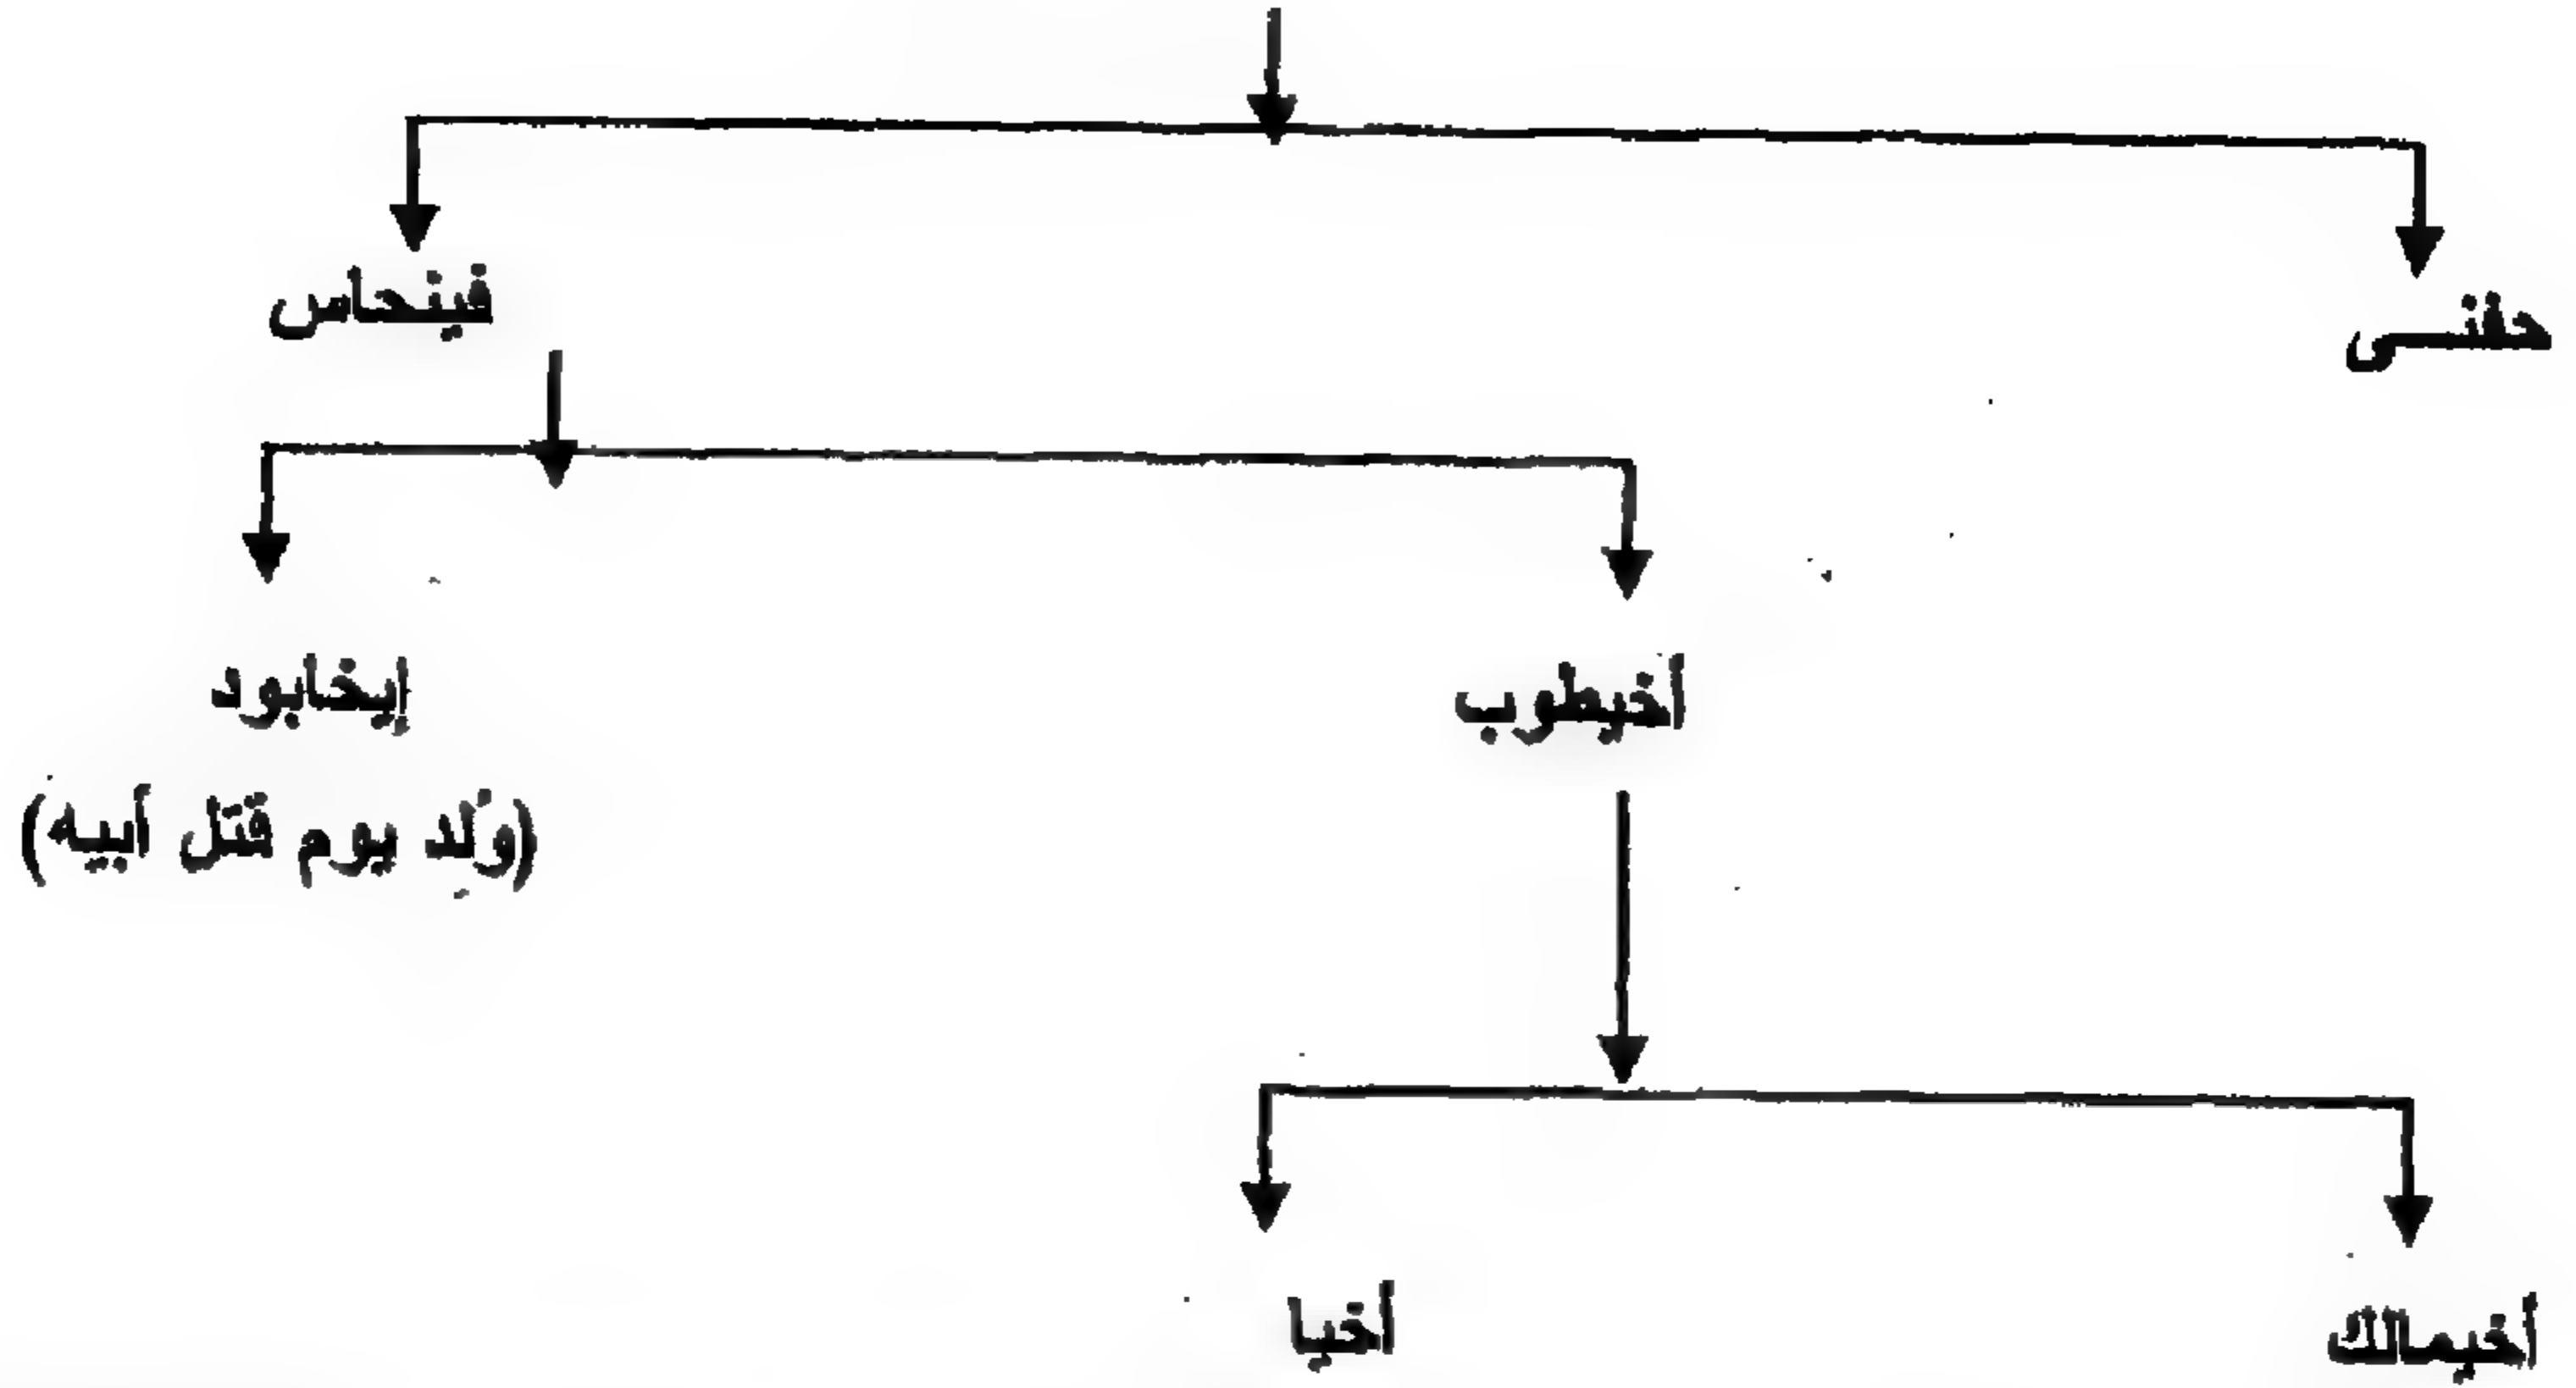 حفنـــى
فينحاس
أخيطوب
إيخابود
(وُلِد يوم قتل أبيه)
أخيمالك
أخيا